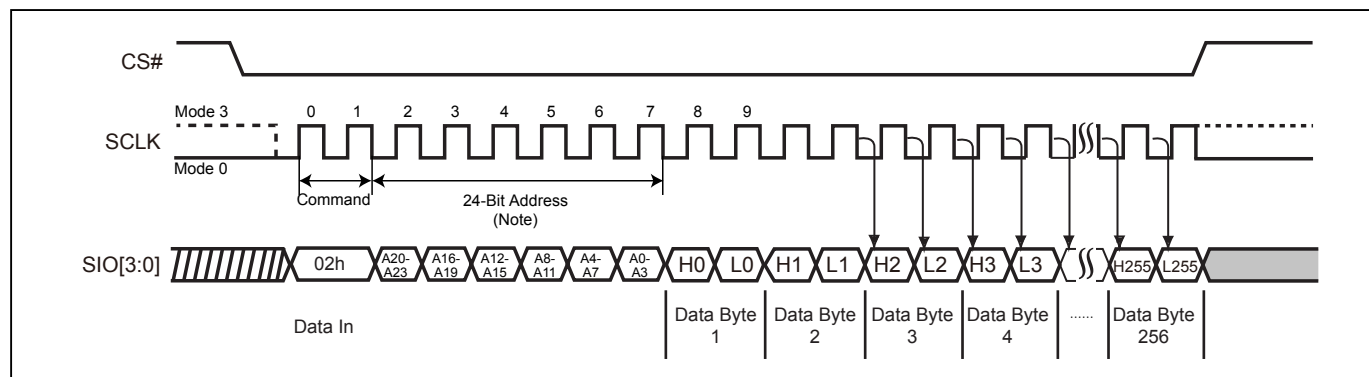 CS#
Mode 3
0 1 2 3 4 5 6 7 8 9
SCLK
Mode 0
Command
24-Bit Address
(Note)
SIO[3:0]
02h
A20-
A23
A16-
A19
A12-
A15
A8-
A11
A4-
A7
A0-
A3
H0 L0 H1 L1 H2 L2 H3 L3 H255 L255
Data In
Data Byte
1
Data Byte
2
Data Byte
3
Data Byte
4
......
Data Byte
256